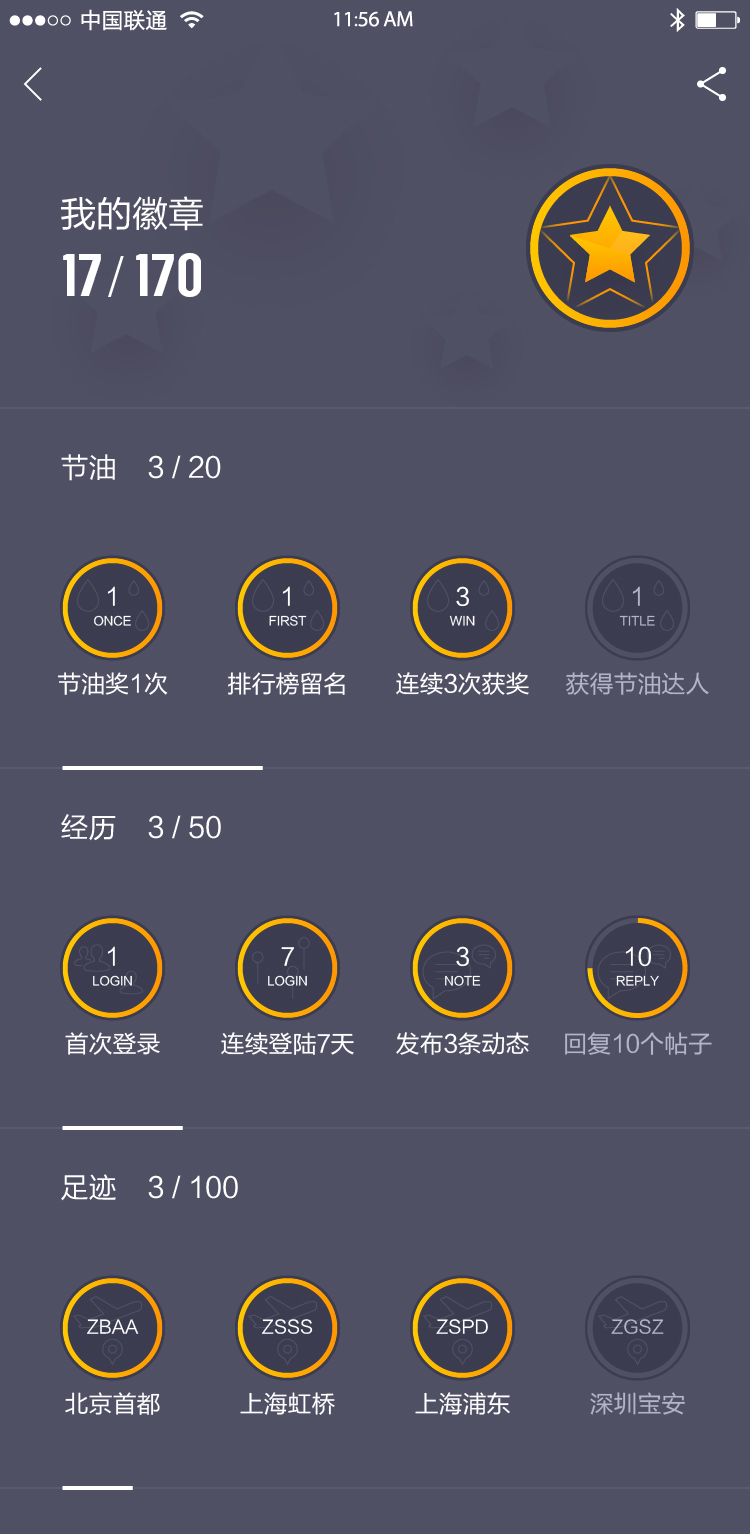 中国联通 11:56 AM
我的徽章
17 / 170
节油 3 / 20
1 1 3 1
ONCE FIRST WIN TITLE
节油奖1次 排行榜留名 连续3次获奖 获得节油达人
经历 3 / 50
1 7 3 10
LOGIN LOGIN NOTE REPLY
首次登录 连续登陆7天 发布3条动态 回复10个帖子
足迹 3 / 100
ZBAA ZSSS ZSPD ZGSZ
北京首都 上海虹桥 上海浦东 深圳宝安